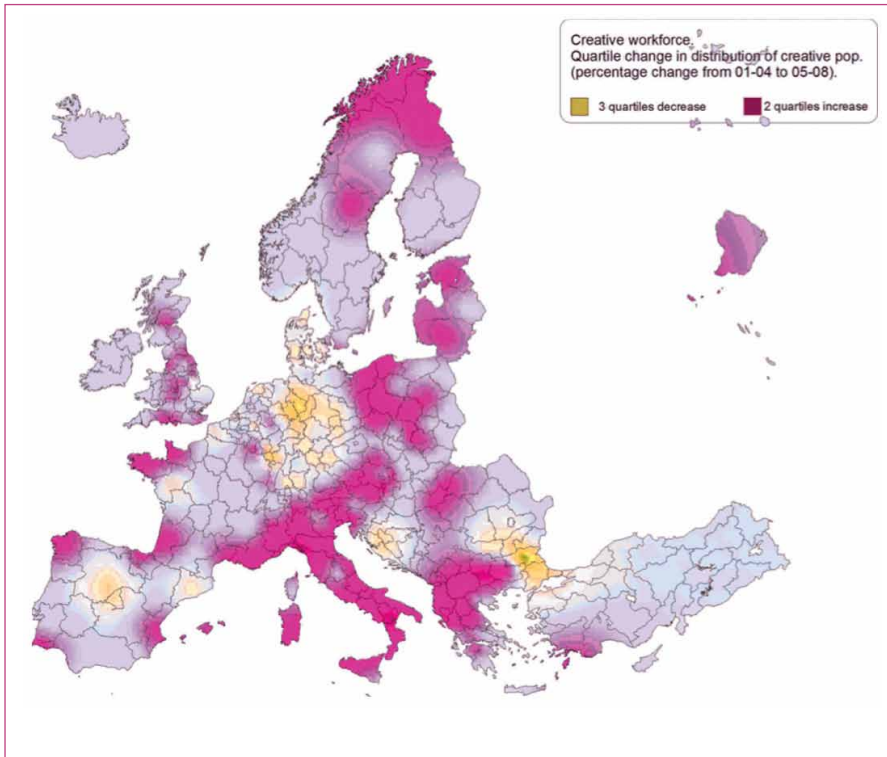 Creative workforce.
Quartile change in distribution of creative pop.
(percentage change from 01-04 to 05-08).
3 quartiles decrease 2 quartiles increase